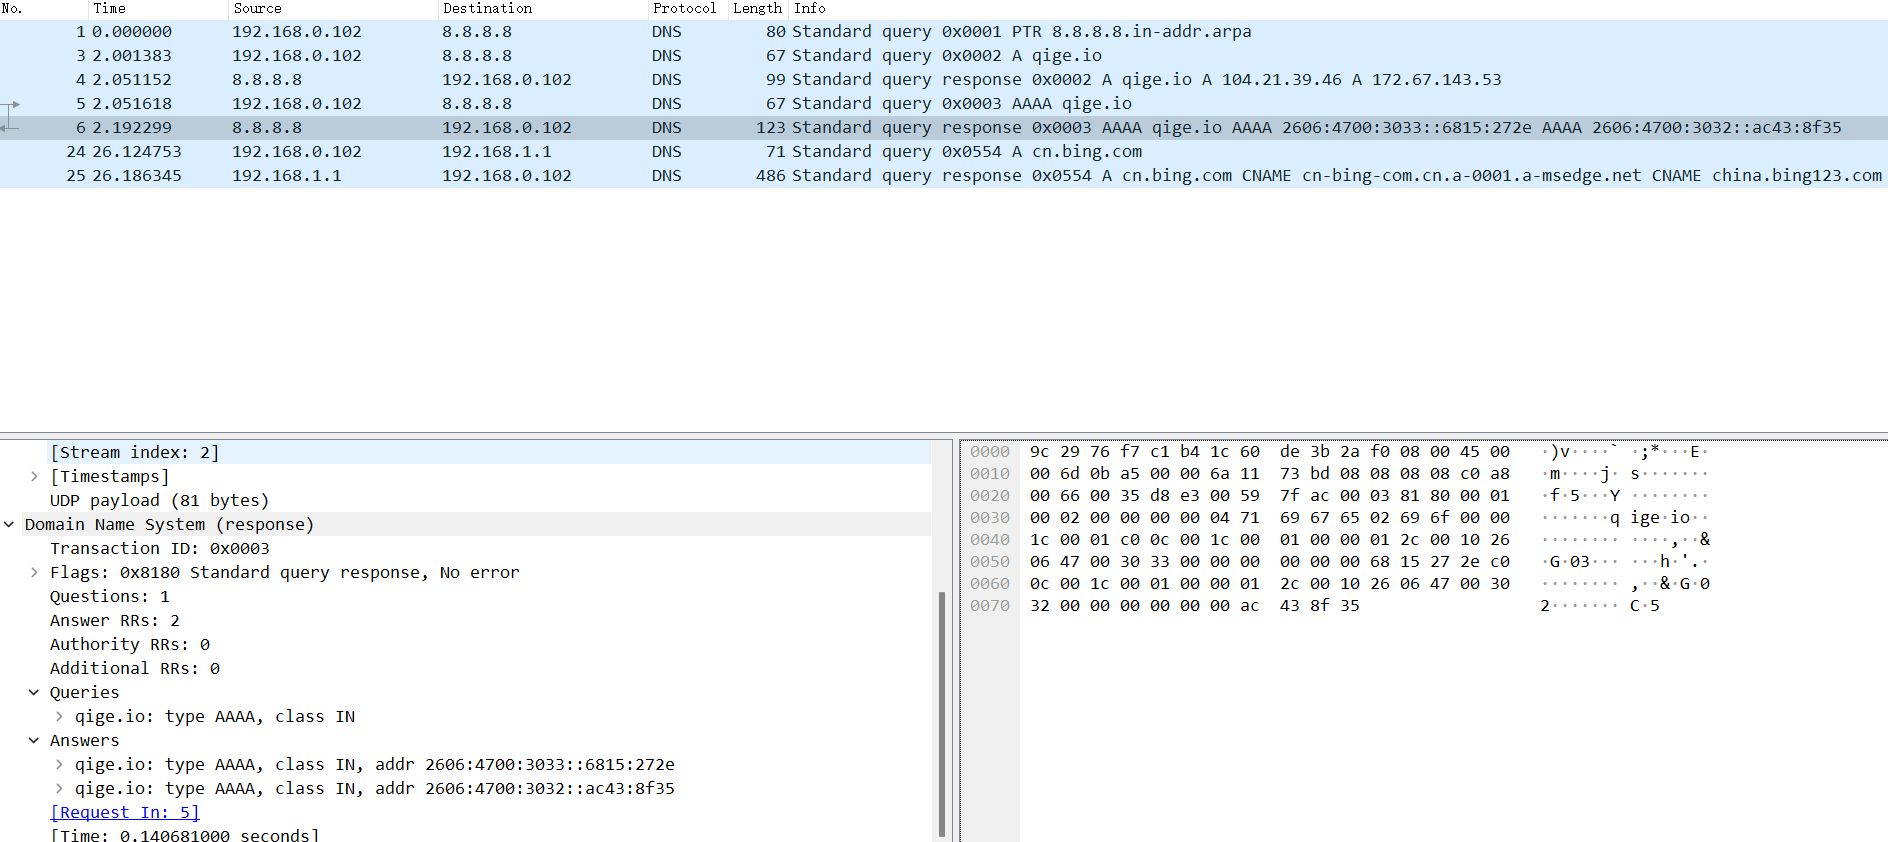 No. Time Source Destination Protocol Length Info
1 0.000000 192.168.0.102 8.8.8.8 DNS 80 Standard query 0x0001 PTR 8.8.8.8.in-addr.arpa
3 2.001383 192.168.0.102 8.8.8.8 DNS 67 Standard query 0x0002 A qige.io
4 2.051152 8.8.8.8 192.168.0.102 DNS 99 Standard query response 0x0002 A qige.io A 104.21.39.46 A 172.67.143.53
5 2.051618 192.168.0.102 8.8.8.8 DNS 67 Standard query 0x0003 AAAA qige.io
6 2.192299 8.8.8.8 192.168.0.102 DNS 123 Standard query response 0x0003 AAAA qige.io AAAA 2606:4700:3033::6815:272e AAAA 2606:4700:3032::ac43:8f35
24 26.124753 192.168.0.102 192.168.1.1 DNS 71 Standard query 0x0554 A cn.bing.com
25 26.186345 192.168.1.1 192.168.0.102 DNS 486 Standard query response 0x0554 A cn.bing.com CNAME cn-bing-com.cn.a-0001.a-msedge.net CNAME china.bing123.com
[Stream index: 2]
[Timestamps]
UDP payload (81 bytes)
Domain Name System (response)
Transaction ID: 0x0003
Flags: 0x8180 Standard query response, No error
Questions: 1
Answer RRs: 2
Authority RRs: 0
Additional RRs: 0
Queries
qige.io: type AAAA, class IN
Answers
qige.io: type AAAA, class IN, addr 2606:4700:3033::6815:272e
qige.io: type AAAA, class IN, addr 2606:4700:3032::ac43:8f35
[Request In: 5]
[Time: 0.140681000 seconds]
0000 9c 29 76 f7 c1 b4 1c 60 de 3b 2a f0 08 00 45 00 ·)v····` ·;*···E·
0010 00 6d 0b a5 00 00 6a 11 73 bd 08 08 08 08 c0 a8 ·m····j· s·······
0020 00 66 00 35 d8 e3 00 59 7f ac 00 03 81 80 00 01 ·f·5···Y ········
0030 00 02 00 00 00 00 04 71 69 67 65 02 69 6f 00 00 ·······q ige·io··
0040 1c 00 01 c0 0c 00 1c 00 01 00 00 01 2c 00 10 26 ········ ····,··&
0050 06 47 00 30 33 00 00 00 00 00 00 68 15 27 2e c0 ·G·03··· ···h·'.·
0060 0c 00 1c 00 01 00 00 01 2c 00 10 26 06 47 00 30 ········ ,··&·G·0
0070 32 00 00 00 00 00 00 ac 43 8f 35 2······· C·5